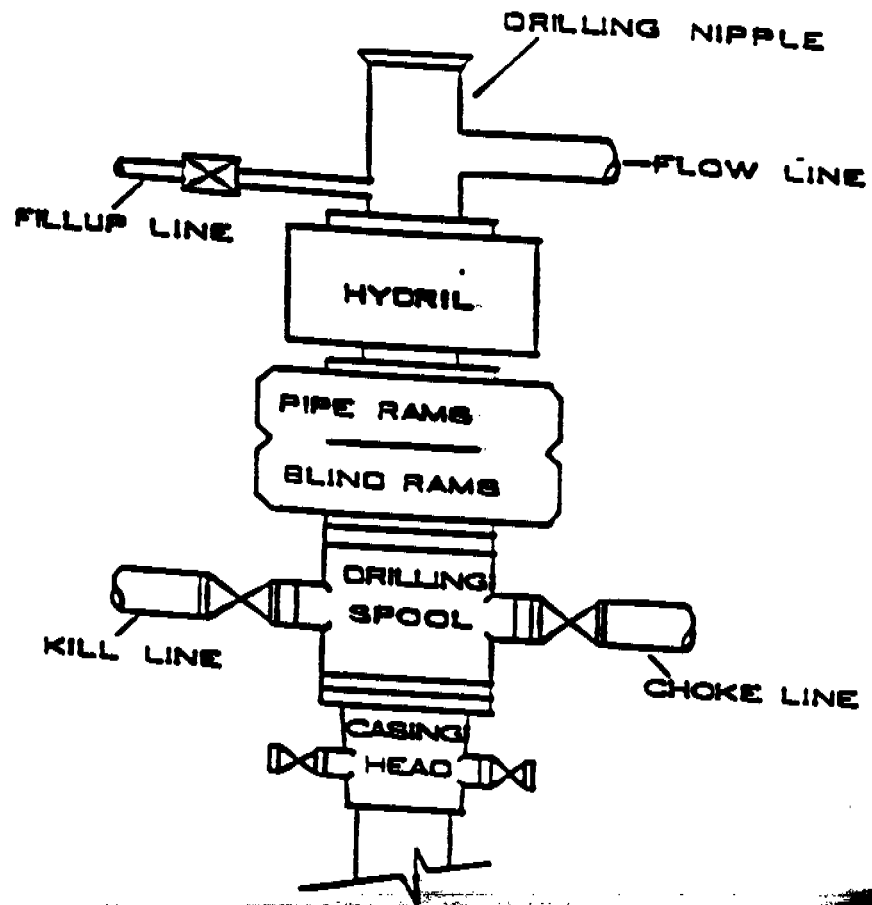 DRILLING NIPPLE
FLOW LINE
FILLUP LINE
HYDRIL
PIPE RAMS
BLIND RAMS
DRILLING
SPOOL
KILL LINE
CHOKE LINE
CASING
HEAD